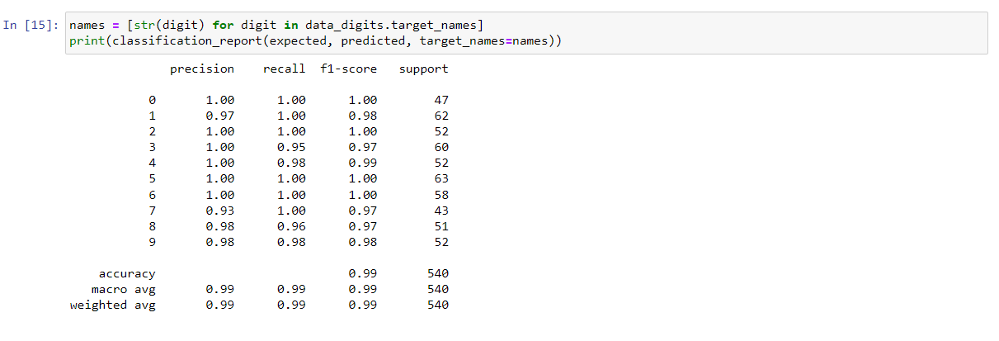 In [15]: names = [str(digit) for digit in data_digits.target_names]
print(classification_report(expected, predicted, target_names=names))
precision recall f1-score support
0 1.00 1.00 1.00 47
1 0.97 1.00 0.98 62
2 1.00 1.00 1.00 52
3 1.00 0.95 0.97 60
4 1.00 0.98 0.99 52
5 1.00 1.00 1.00 63
6 1.00 1.00 1.00 58
7 0.93 1.00 0.97 43
8 0.98 0.96 0.97 51
9 0.98 0.98 0.98 52
accuracy 0.99 540
macro avg 0.99 0.99 0.99 540
weighted avg 0.99 0.99 0.99 540